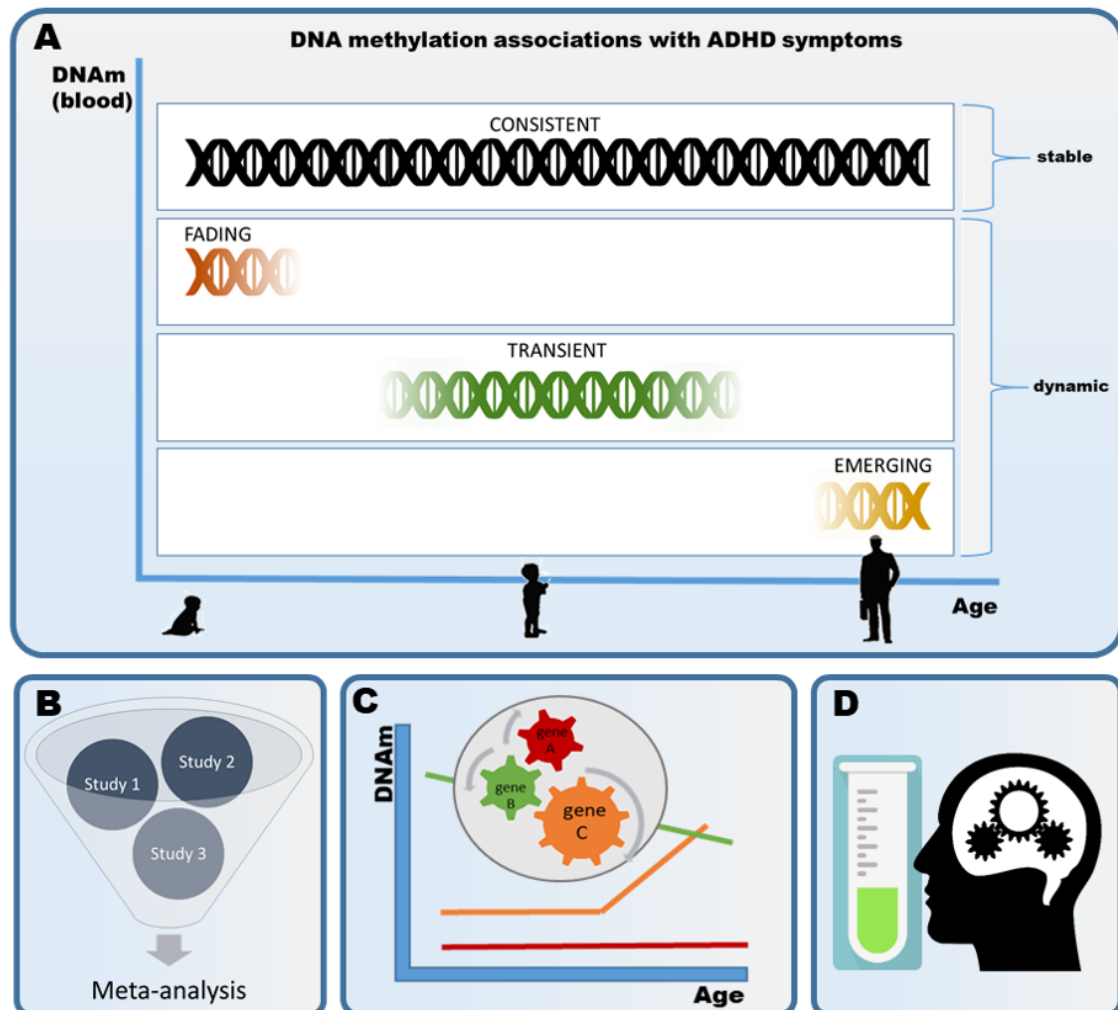 A
DNA methylation associations with ADHD symptoms
DNAm
(blood)
CONSISTENT
stable
FADING
TRANSIENT
dynamic
EMERGING
Age
B
Study 1
Study 2
Study 3
Meta-analysis
C
DNAm
gene
A
gene
B
gene
C
Age
D